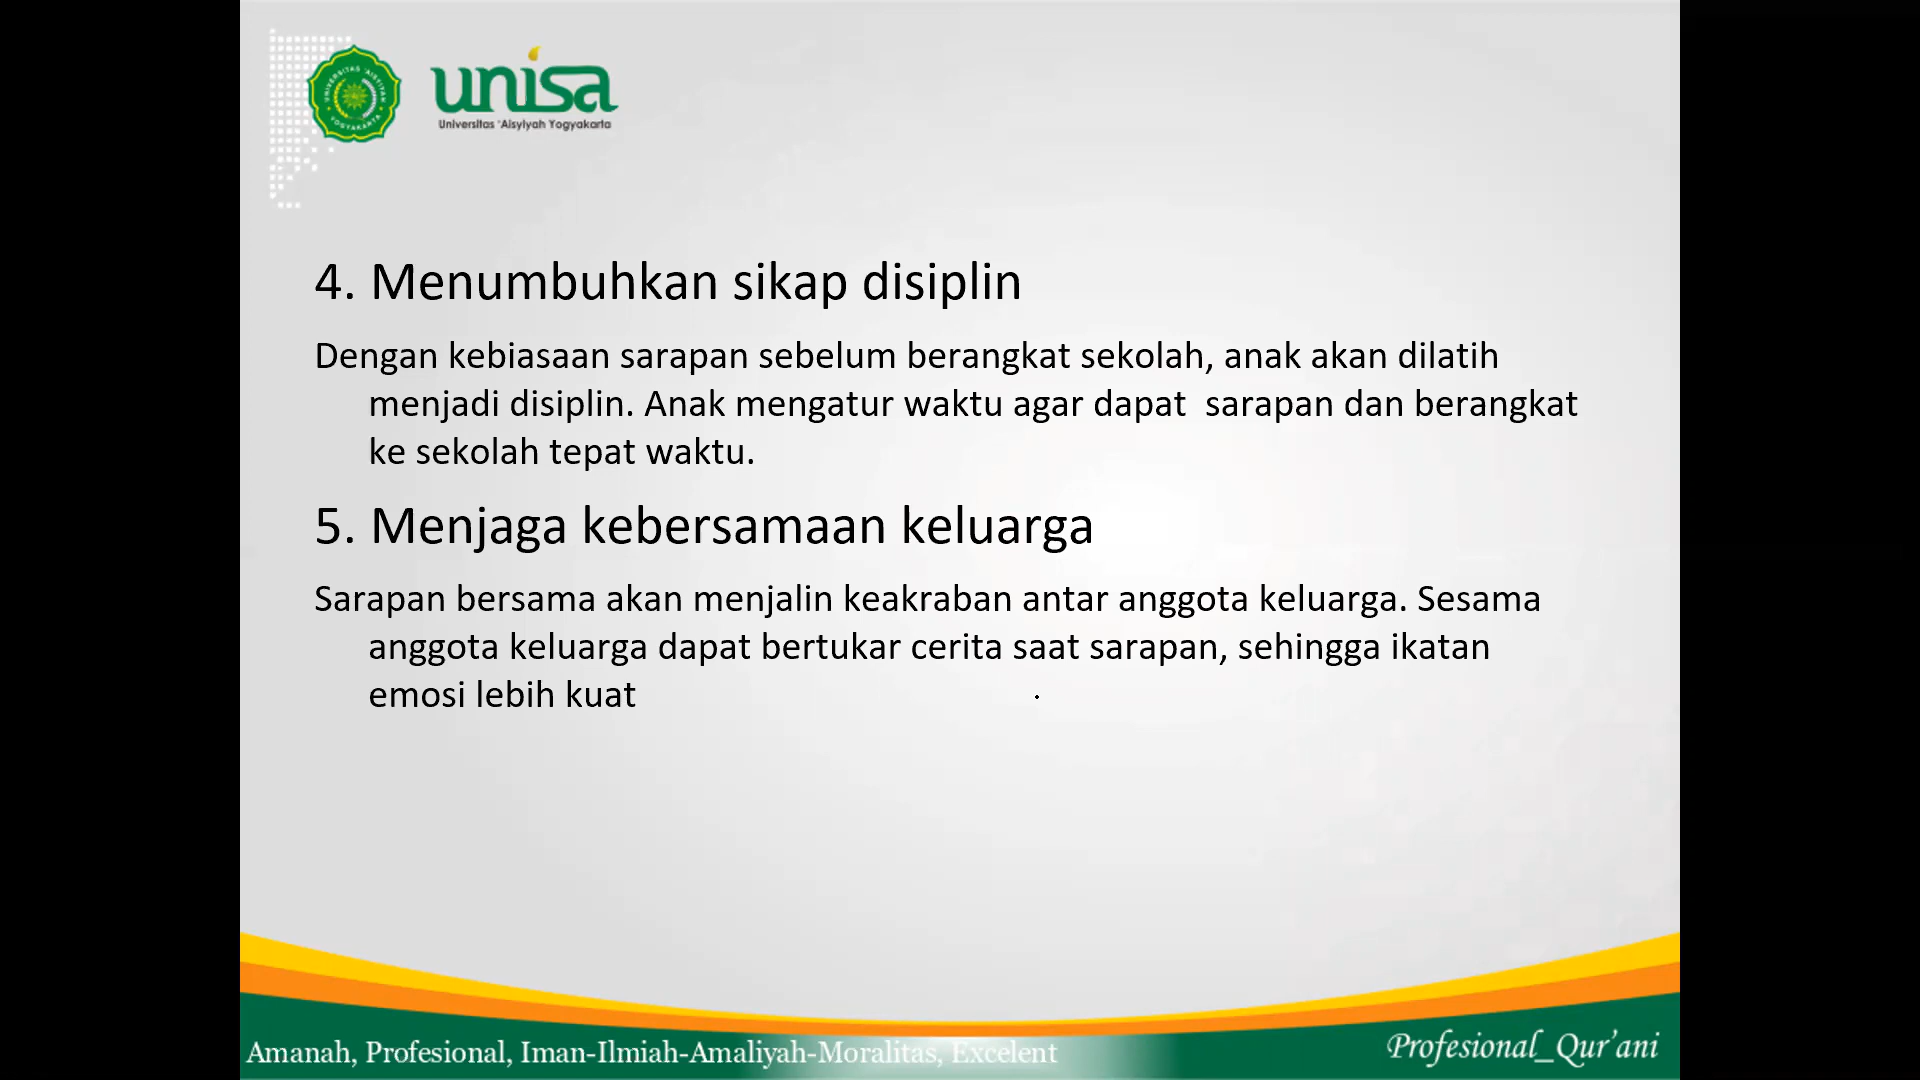 UNIVERSITAS 'AISYIYAH
YOGYAKARTA
unisa
Universitas 'Aisyiyah Yogyakarta
4. Menumbuhkan sikap disiplin
Dengan kebiasaan sarapan sebelum berangkat sekolah, anak akan dilatih
menjadi disiplin. Anak mengatur waktu agar dapat  sarapan dan berangkat
ke sekolah tepat waktu.
5. Menjaga kebersamaan keluarga
Sarapan bersama akan menjalin keakraban antar anggota keluarga. Sesama
anggota keluarga dapat bertukar cerita saat sarapan, sehingga ikatan
emosi lebih kuat
Amanah, Profesional, Iman-Ilmiah-Amaliyah-Moralitas, Excelent
Profesional_Qur'ani